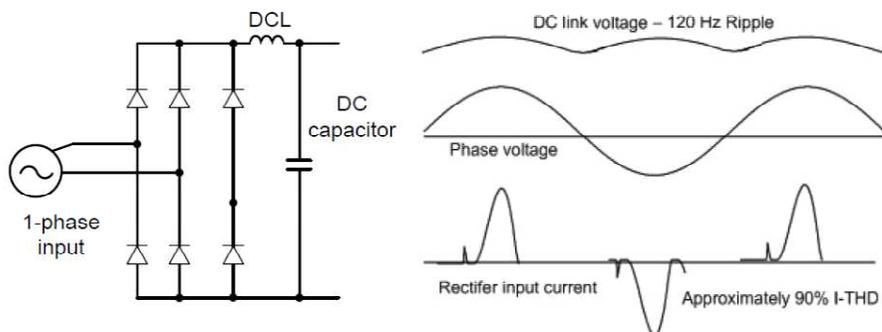 DCL
DC
capacitor
1-phase
input
DC link voltage – 120 Hz Ripple
Phase voltage
Rectifer input current
Approximately 90% I-THD